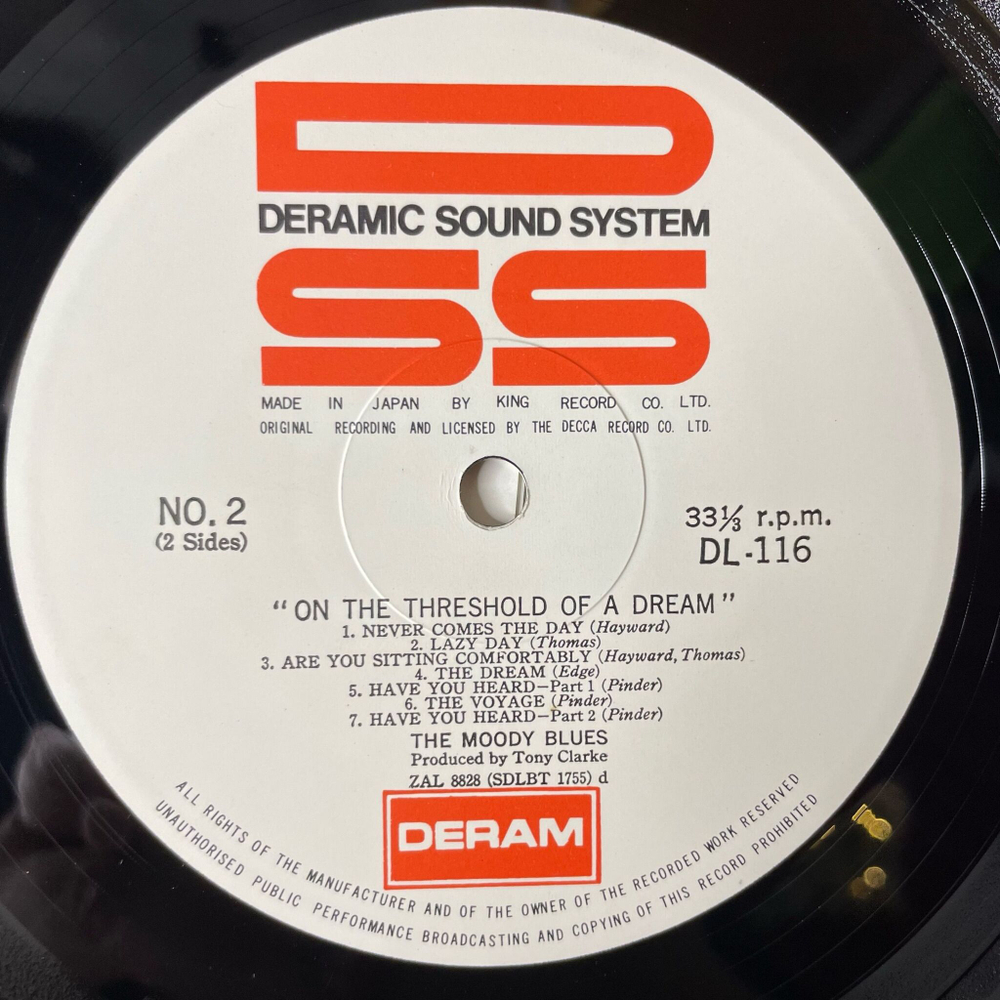 D
DERAMIC SOUND SYSTEM
SS
MADE IN JAPAN BY KING RECORD CO. LTD.
ORIGINAL RECORDING AND LICENSED BY THE DECCA RECORD CO. LTD.
NO. 2
(2 Sides)
33⅓ r.p.m.
DL-116
"ON THE THRESHOLD OF A DREAM"
1. NEVER COMES THE DAY (Hayward)
2. LAZY DAY (Thomas)
3. ARE YOU SITTING COMFORTABLY (Hayward, Thomas)
4. THE DREAM (Edge)
5. HAVE YOU HEARD—Part 1 (Pinder)
6. THE VOYAGE (Pinder)
7. HAVE YOU HEARD—Part 2 (Pinder)
THE MOODY BLUES
Produced by Tony Clarke
ZAL 8828 (SDLBT 1755) d
DERAM
ALL RIGHTS OF THE MANUFACTURER AND OF THE OWNER OF THE RECORDED WORK RESERVED
UNAUTHORISED PUBLIC PERFORMANCE BROADCASTING AND COPYING OF THIS RECORD PROHIBITED